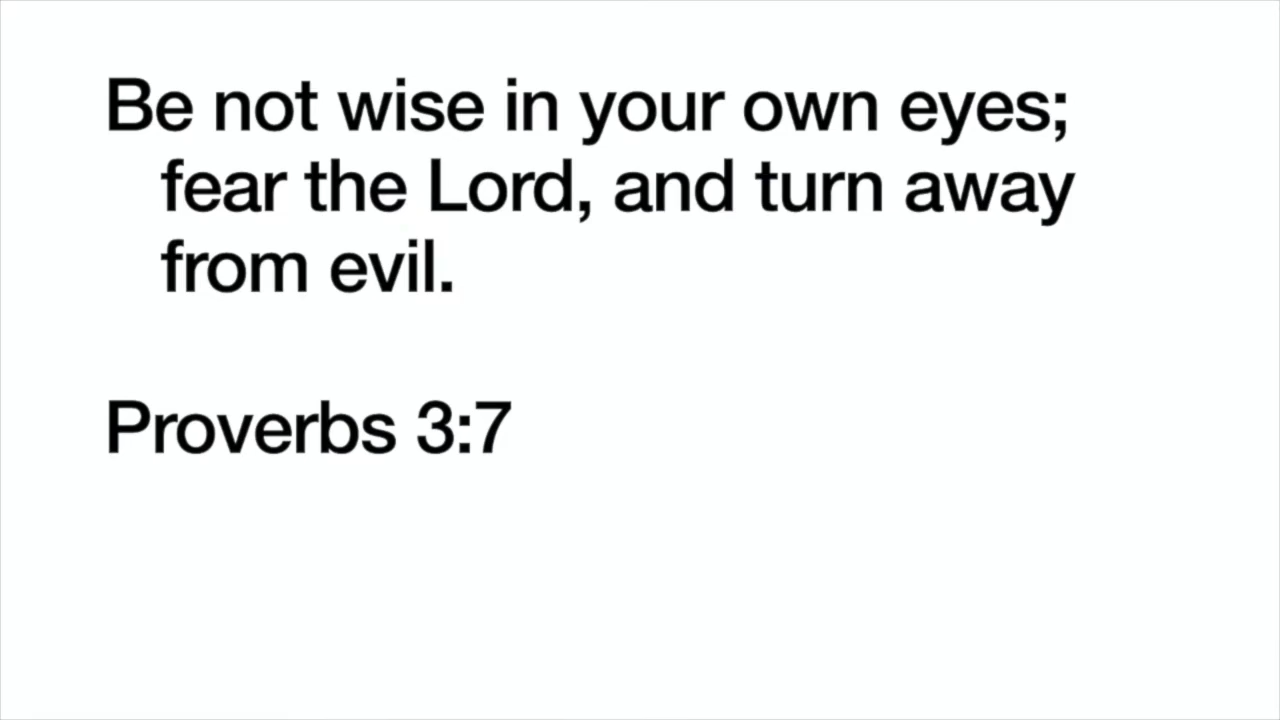 Be not wise in your own eyes;
fear the Lord, and turn away
from evil.
Proverbs 3:7